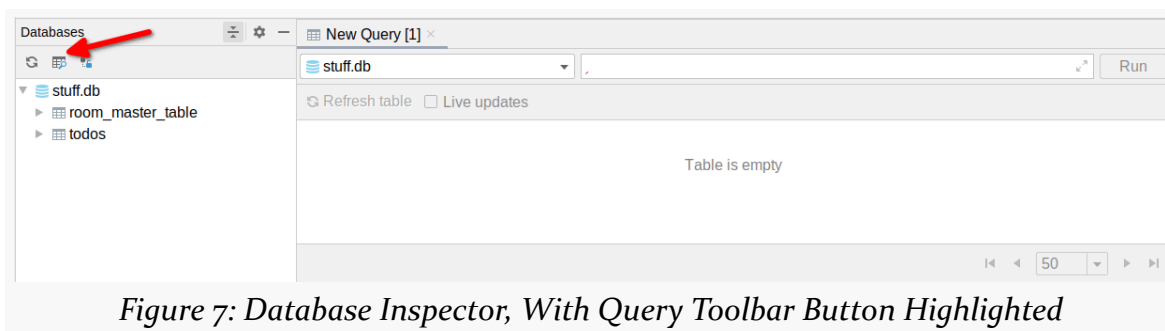 Databases
New Query [1]
stuff.db
Run
stuff.db
Refresh table Live updates
room_master_table
todos
Table is empty
50
Figure 7: Database Inspector, With Query Toolbar Button Highlighted